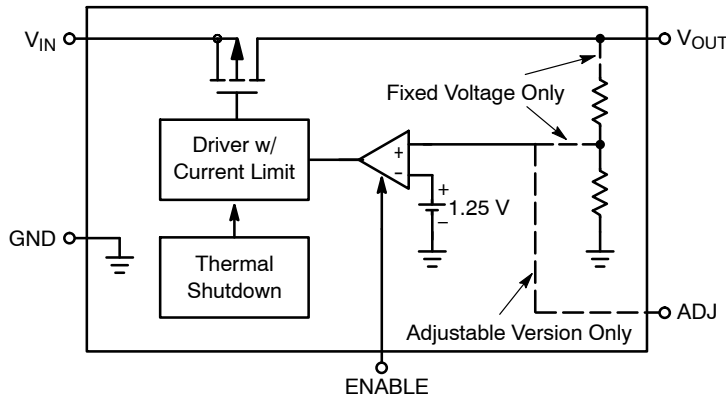 VIN
VOUT
Fixed Voltage Only
Driver w/
Current Limit
+
–
+
1.25 V
–
GND
Thermal
Shutdown
ADJ
Adjustable Version Only
ENABLE